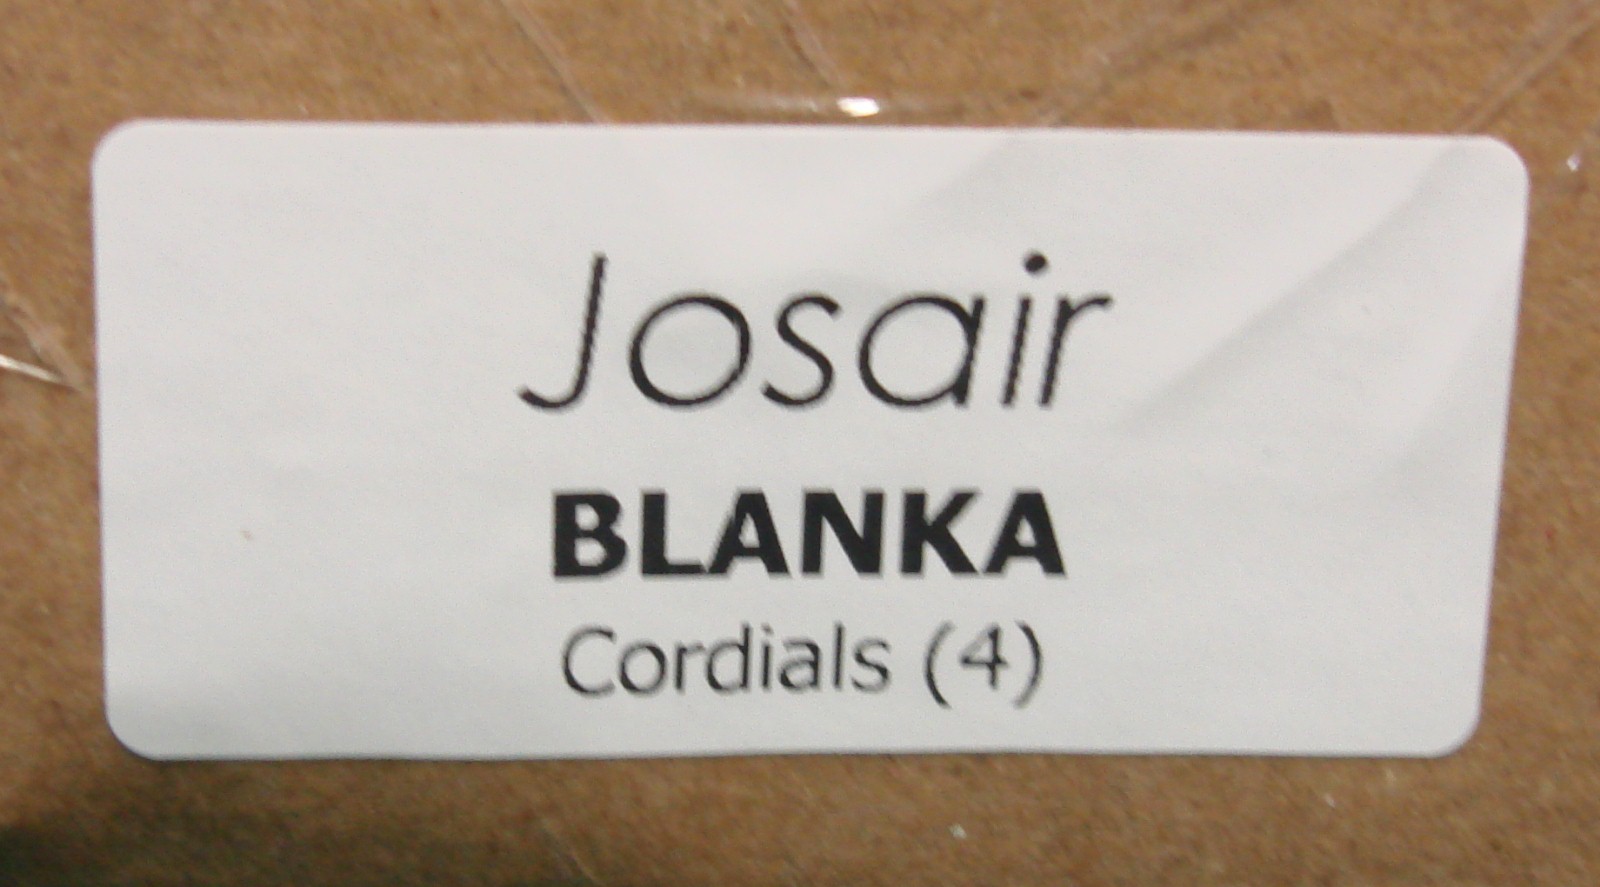 Josair
BLANKA
Cordials (4)